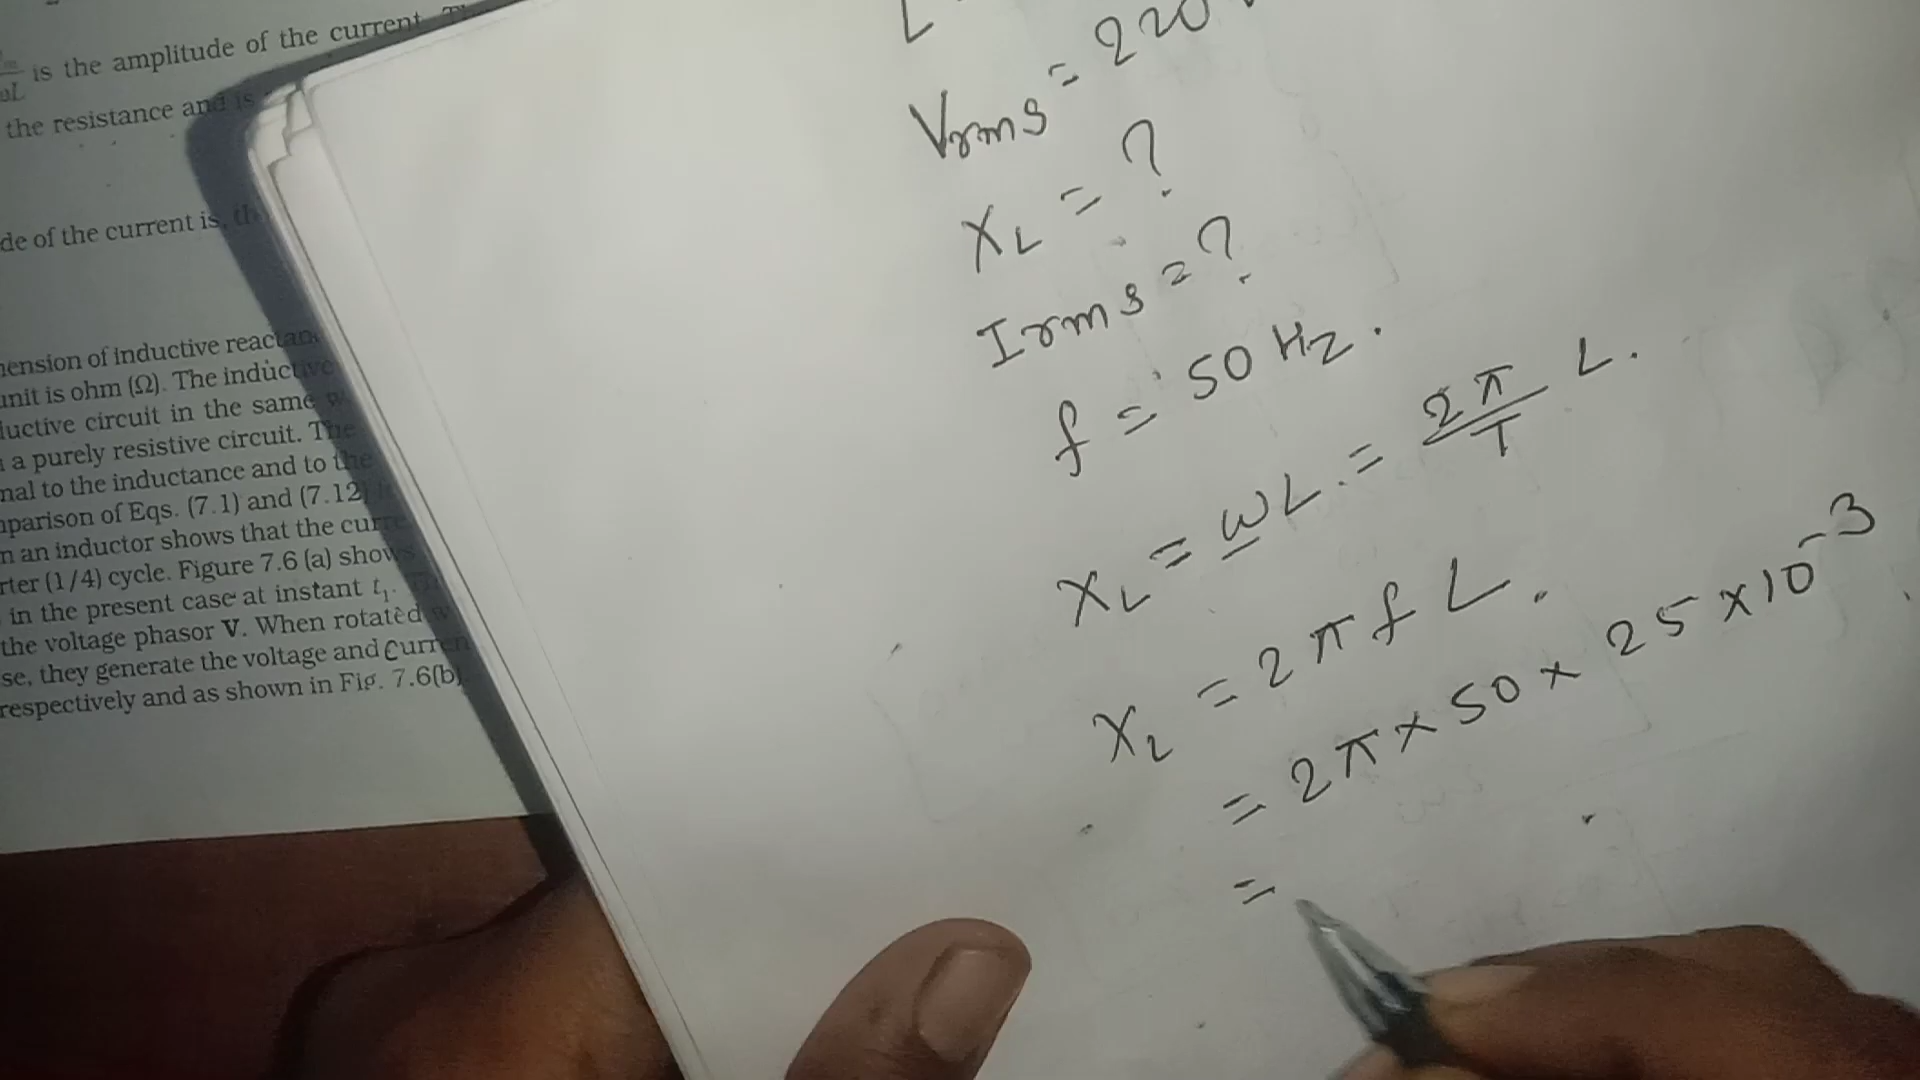 is the amplitude of the current.
ωL
the resistance and is
de of the current is, th
nension of inductive reactan
unit is ohm (Ω). The inductive
ductive circuit in the same
a purely resistive circuit. The
nal to the inductance and to the
nparison of Eqs. (7.1) and (7.12)
n an inductor shows that the curre
rter (1/4) cycle. Figure 7.6 (a) shows
in the present case at instant t₁.
the voltage phasor V. When rotated
se, they generate the voltage and curren
respectively and as shown in Fig. 7.6(b).
L
Vrms = 220
XL = ?
Irms = ?
f = 50 Hz.
XL = ωL. = 2π/T L.
XL = 2πfL.
= 2π×50×25×10⁻³
=